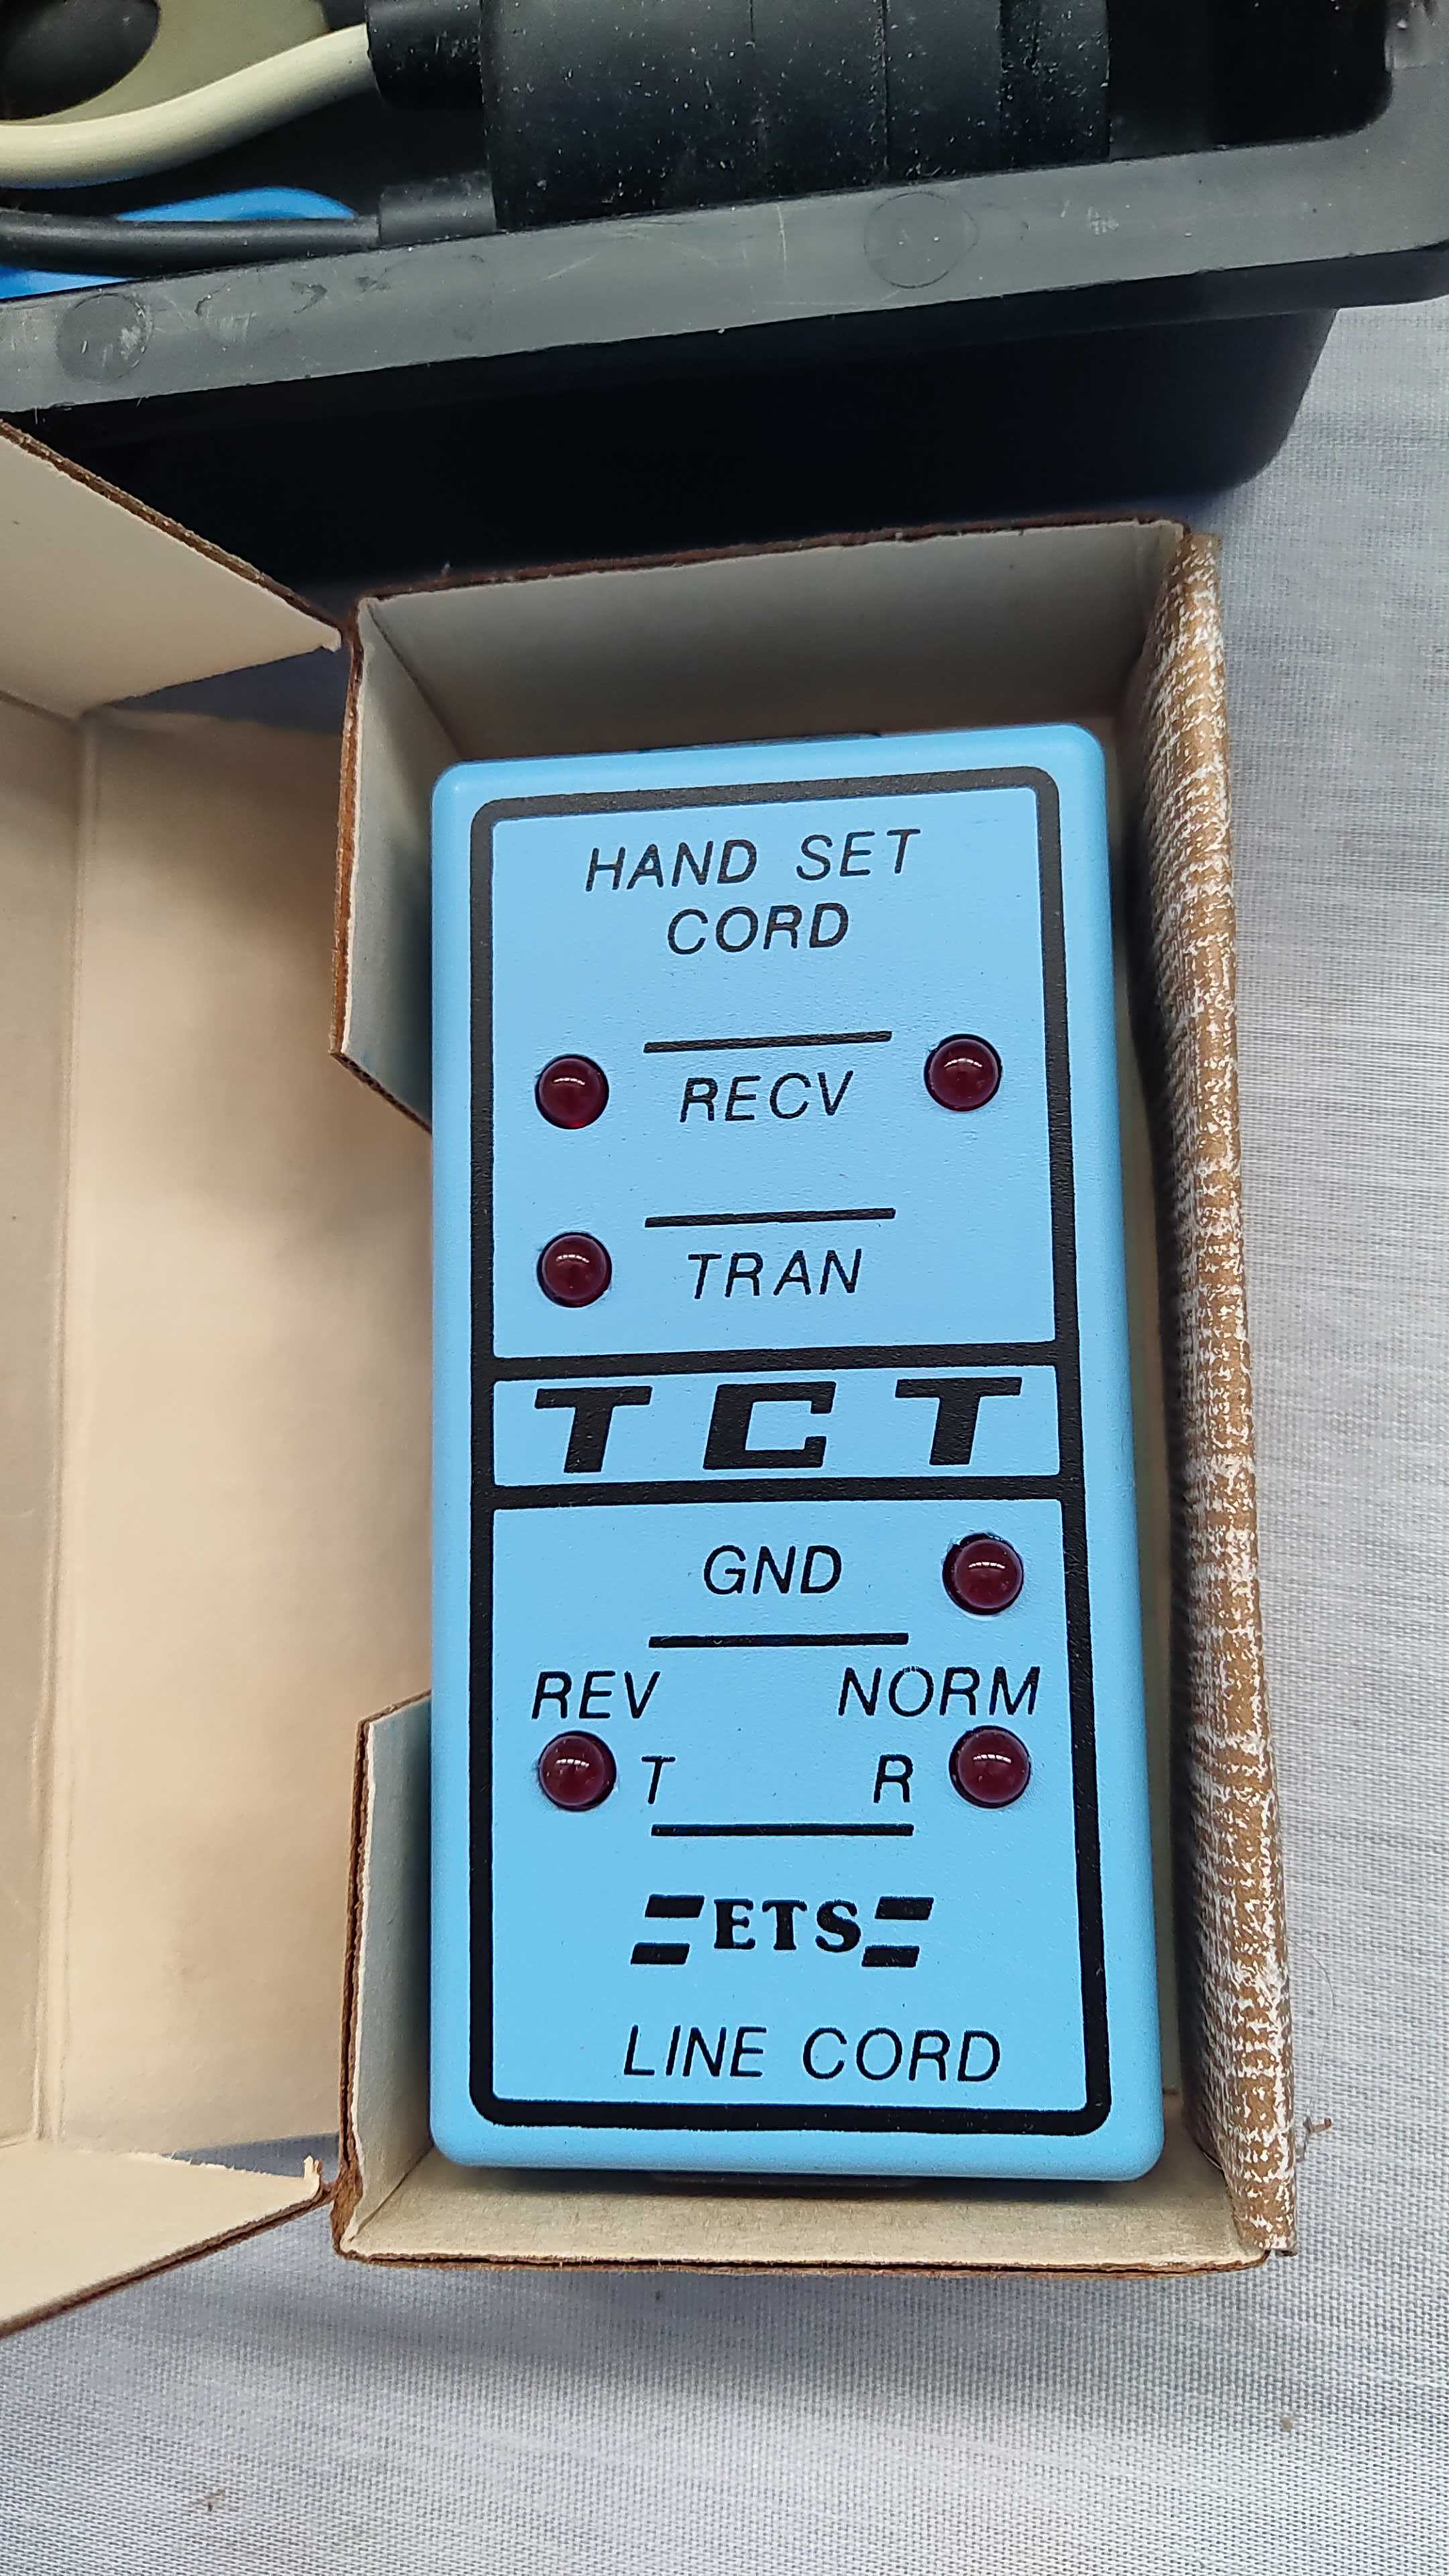 HAND SET
CORD
RECV
TRAN
TCT
GND
REV NORM
T R
ETS
LINE CORD